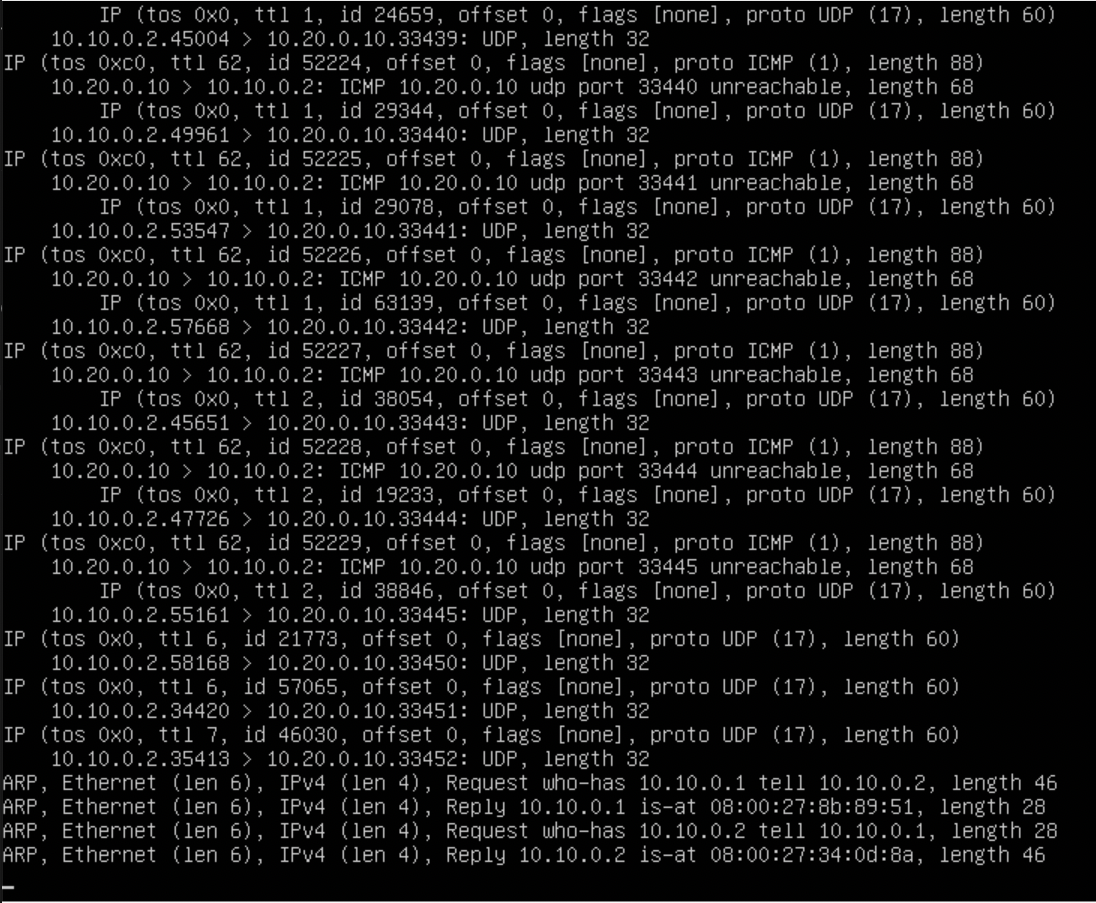 IP (tos 0x0, ttl 1, id 24659, offset 0, flags [none], proto UDP (17), length 60)
10.10.0.2.45004 > 10.20.0.10.33439: UDP, length 32
IP (tos 0xc0, ttl 62, id 52224, offset 0, flags [none], proto ICMP (1), length 88)
10.20.0.10 > 10.10.0.2: ICMP 10.20.0.10 udp port 33440 unreachable, length 68
IP (tos 0x0, ttl 1, id 29344, offset 0, flags [none], proto UDP (17), length 60)
10.10.0.2.49961 > 10.20.0.10.33440: UDP, length 32
IP (tos 0xc0, ttl 62, id 52225, offset 0, flags [none], proto ICMP (1), length 88)
10.20.0.10 > 10.10.0.2: ICMP 10.20.0.10 udp port 33441 unreachable, length 68
IP (tos 0x0, ttl 1, id 29078, offset 0, flags [none], proto UDP (17), length 60)
10.10.0.2.53547 > 10.20.0.10.33441: UDP, length 32
IP (tos 0xc0, ttl 62, id 52226, offset 0, flags [none], proto ICMP (1), length 88)
10.20.0.10 > 10.10.0.2: ICMP 10.20.0.10 udp port 33442 unreachable, length 68
IP (tos 0x0, ttl 1, id 63139, offset 0, flags [none], proto UDP (17), length 60)
10.10.0.2.57668 > 10.20.0.10.33442: UDP, length 32
IP (tos 0xc0, ttl 62, id 52227, offset 0, flags [none], proto ICMP (1), length 88)
10.20.0.10 > 10.10.0.2: ICMP 10.20.0.10 udp port 33443 unreachable, length 68
IP (tos 0x0, ttl 2, id 38054, offset 0, flags [none], proto UDP (17), length 60)
10.10.0.2.45651 > 10.20.0.10.33443: UDP, length 32
IP (tos 0xc0, ttl 62, id 52228, offset 0, flags [none], proto ICMP (1), length 88)
10.20.0.10 > 10.10.0.2: ICMP 10.20.0.10 udp port 33444 unreachable, length 68
IP (tos 0x0, ttl 2, id 19233, offset 0, flags [none], proto UDP (17), length 60)
10.10.0.2.47726 > 10.20.0.10.33444: UDP, length 32
IP (tos 0xc0, ttl 62, id 52229, offset 0, flags [none], proto ICMP (1), length 88)
10.20.0.10 > 10.10.0.2: ICMP 10.20.0.10 udp port 33445 unreachable, length 68
IP (tos 0x0, ttl 2, id 38846, offset 0, flags [none], proto UDP (17), length 60)
10.10.0.2.55161 > 10.20.0.10.33445: UDP, length 32
IP (tos 0x0, ttl 6, id 21773, offset 0, flags [none], proto UDP (17), length 60)
10.10.0.2.58168 > 10.20.0.10.33450: UDP, length 32
IP (tos 0x0, ttl 6, id 57065, offset 0, flags [none], proto UDP (17), length 60)
10.10.0.2.34420 > 10.20.0.10.33451: UDP, length 32
IP (tos 0x0, ttl 7, id 46030, offset 0, flags [none], proto UDP (17), length 60)
10.10.0.2.35413 > 10.20.0.10.33452: UDP, length 32
ARP, Ethernet (len 6), IPv4 (len 4), Request who-has 10.10.0.1 tell 10.10.0.2, length 46
ARP, Ethernet (len 6), IPv4 (len 4), Reply 10.10.0.1 is-at 08:00:27:8b:89:51, length 28
ARP, Ethernet (len 6), IPv4 (len 4), Request who-has 10.10.0.2 tell 10.10.0.1, length 28
ARP, Ethernet (len 6), IPv4 (len 4), Reply 10.10.0.2 is-at 08:00:27:34:0d:8a, length 46